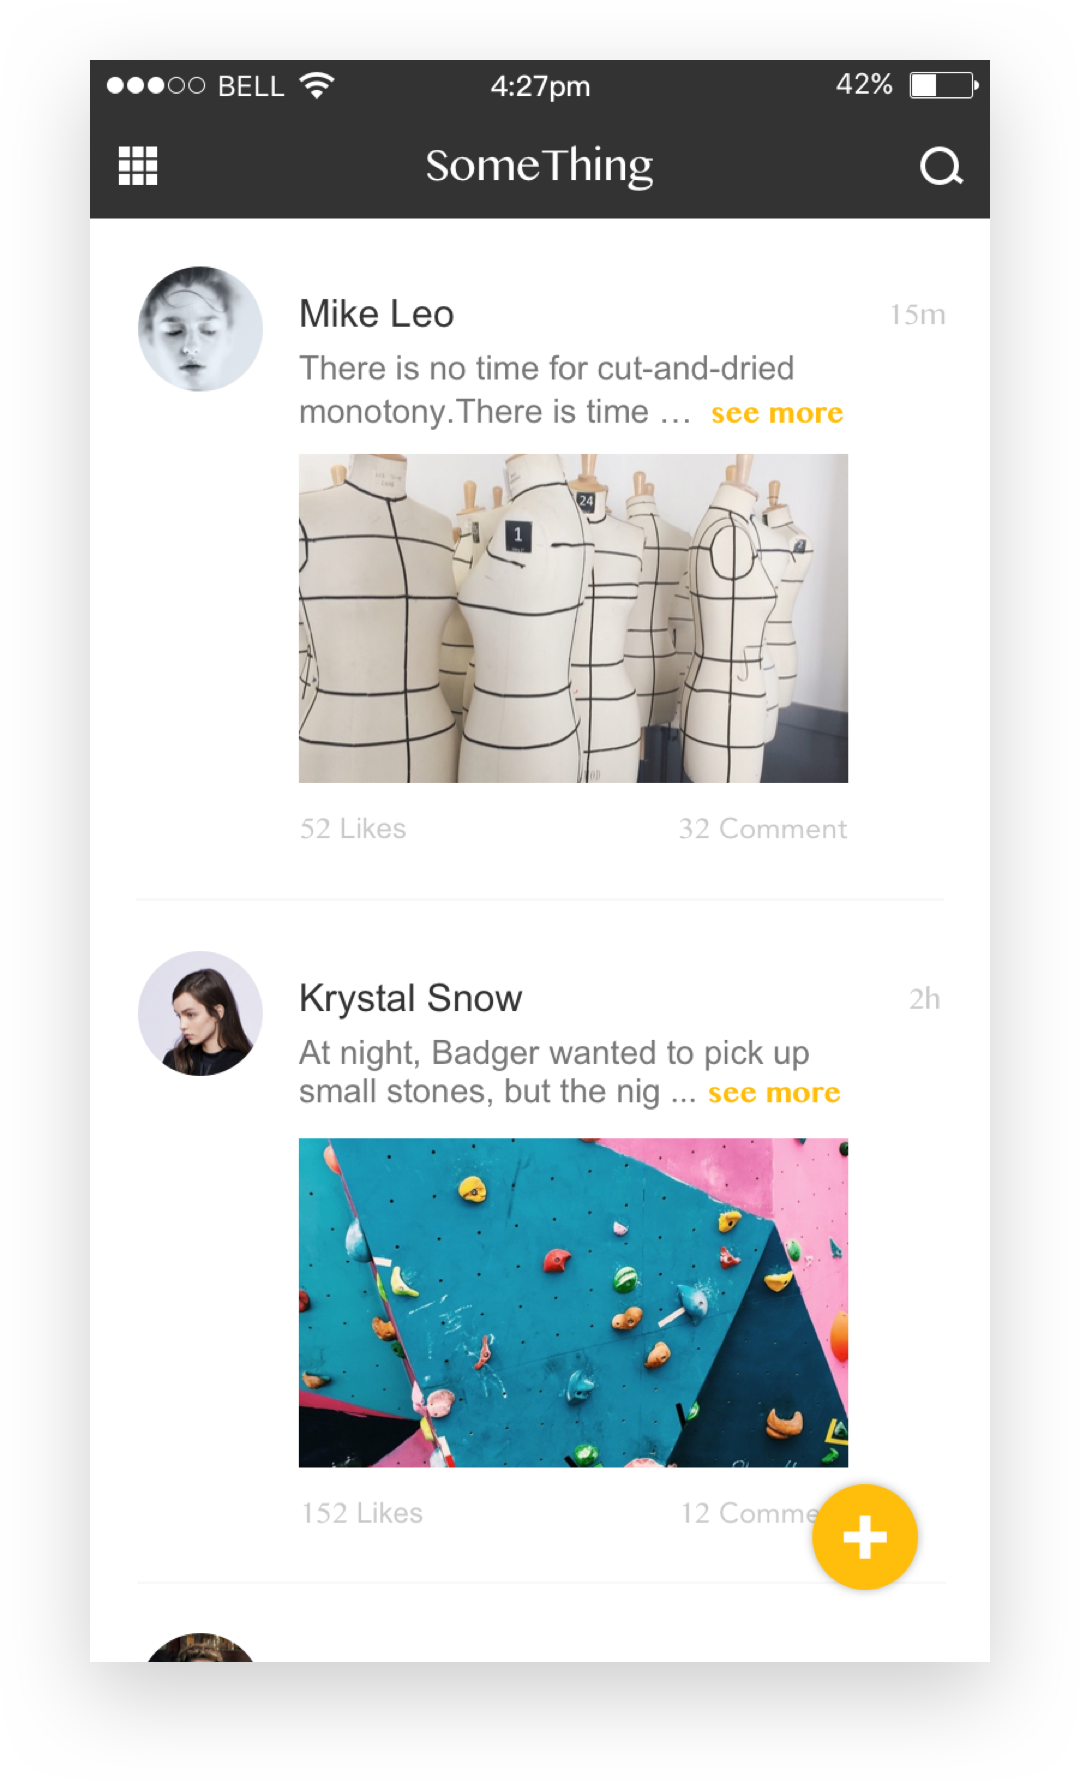 BELL 4:27pm 42%
SomeThing
Mike Leo 15m
There is no time for cut-and-dried
monotony.There is time ... see more
24
1
52 Likes 32 Comment
Krystal Snow 2h
At night, Badger wanted to pick up
small stones, but the nig ... see more
152 Likes 12 Comme